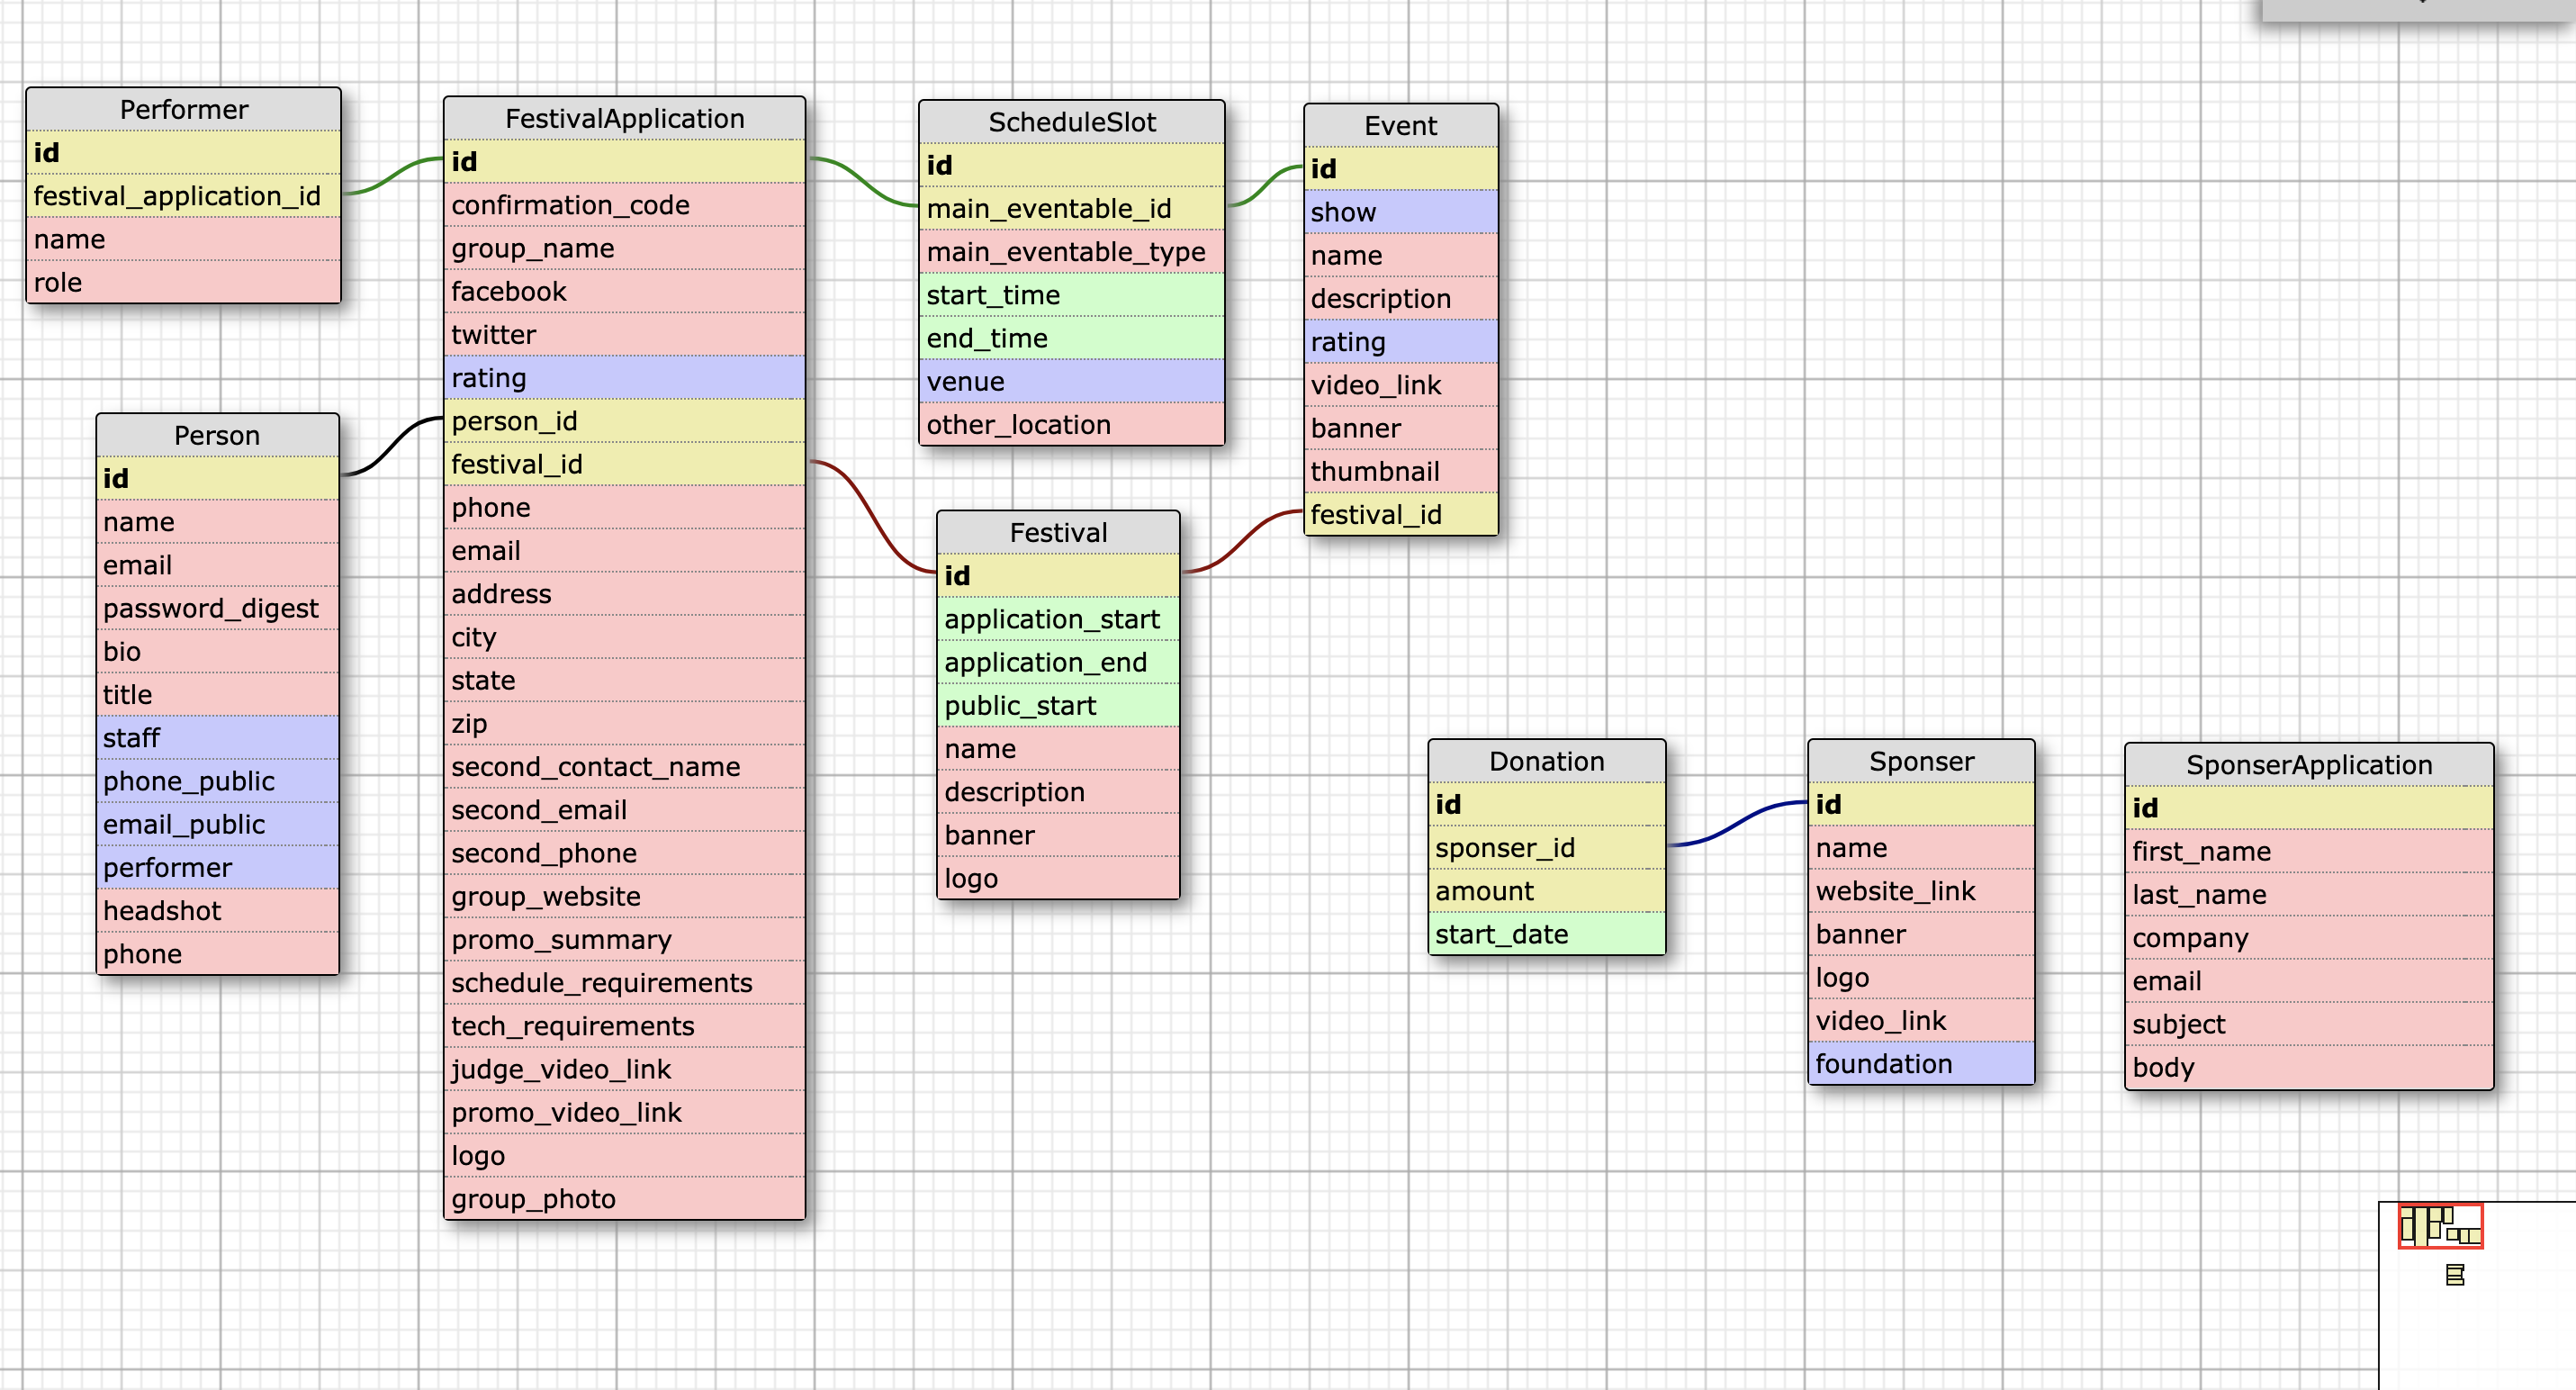 Performer
id
festival_application_id
name
role
Person
id
name
email
password_digest
bio
title
staff
phone_public
email_public
performer
headshot
phone
FestivalApplication
id
confirmation_code
group_name
facebook
twitter
rating
person_id
festival_id
phone
email
address
city
state
zip
second_contact_name
second_email
second_phone
group_website
promo_summary
schedule_requirements
tech_requirements
judge_video_link
promo_video_link
logo
group_photo
ScheduleSlot
id
main_eventable_id
main_eventable_type
start_time
end_time
venue
other_location
Festival
id
application_start
application_end
public_start
name
description
banner
logo
Event
id
show
name
description
rating
video_link
banner
thumbnail
festival_id
Donation
id
sponser_id
amount
start_date
Sponser
id
name
website_link
banner
logo
video_link
foundation
SponserApplication
id
first_name
last_name
company
email
subject
body